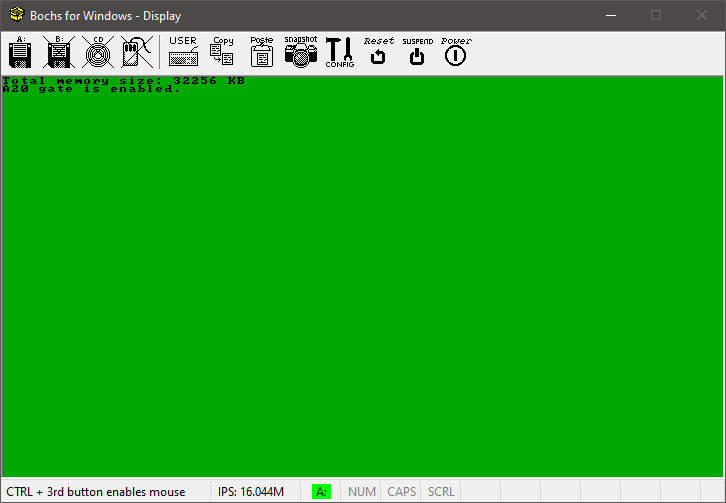 Bochs for Windows - Display
A: B: CD USER Copy Paste snapshot CONFIG Reset SUSPEND Power
Total memory size: 32256 KB
A20 gate is enabled.
CTRL + 3rd button enables mouse IPS: 16.044M A: NUM CAPS SCRL